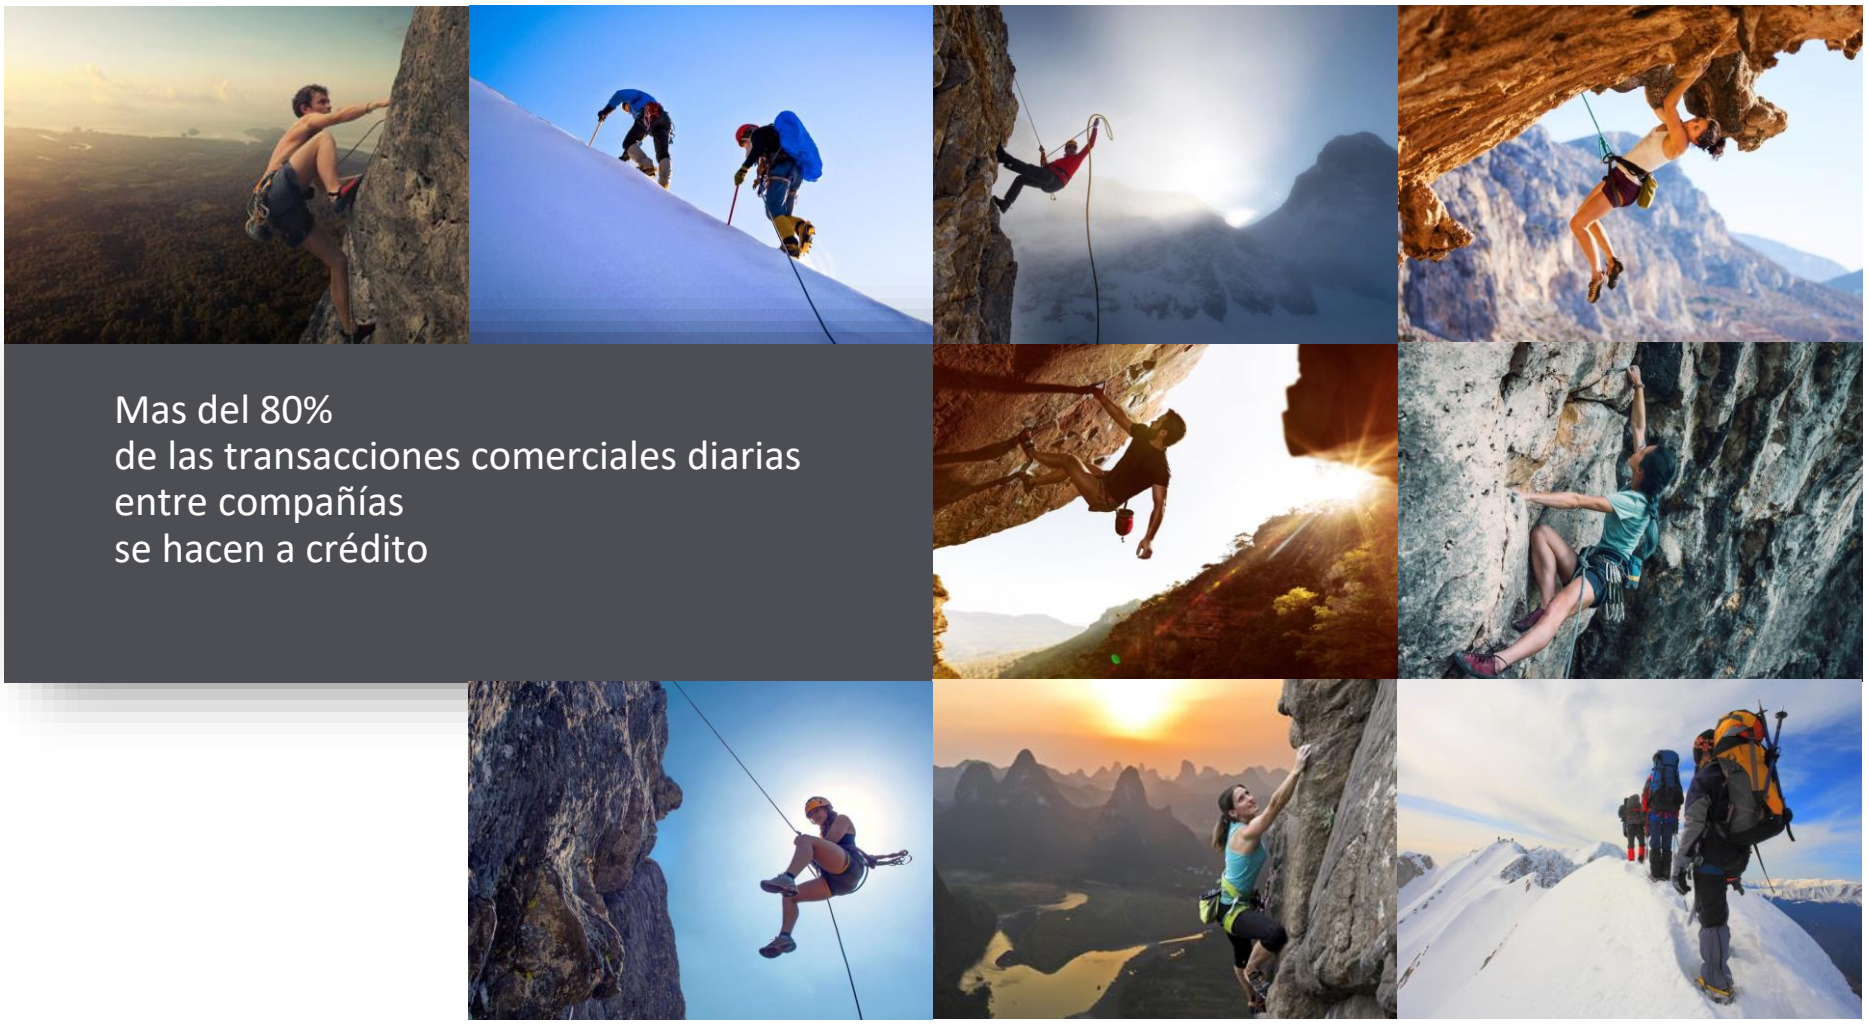 Mas del 80%
de las transacciones comerciales diarias
entre compañías
se hacen a crédito